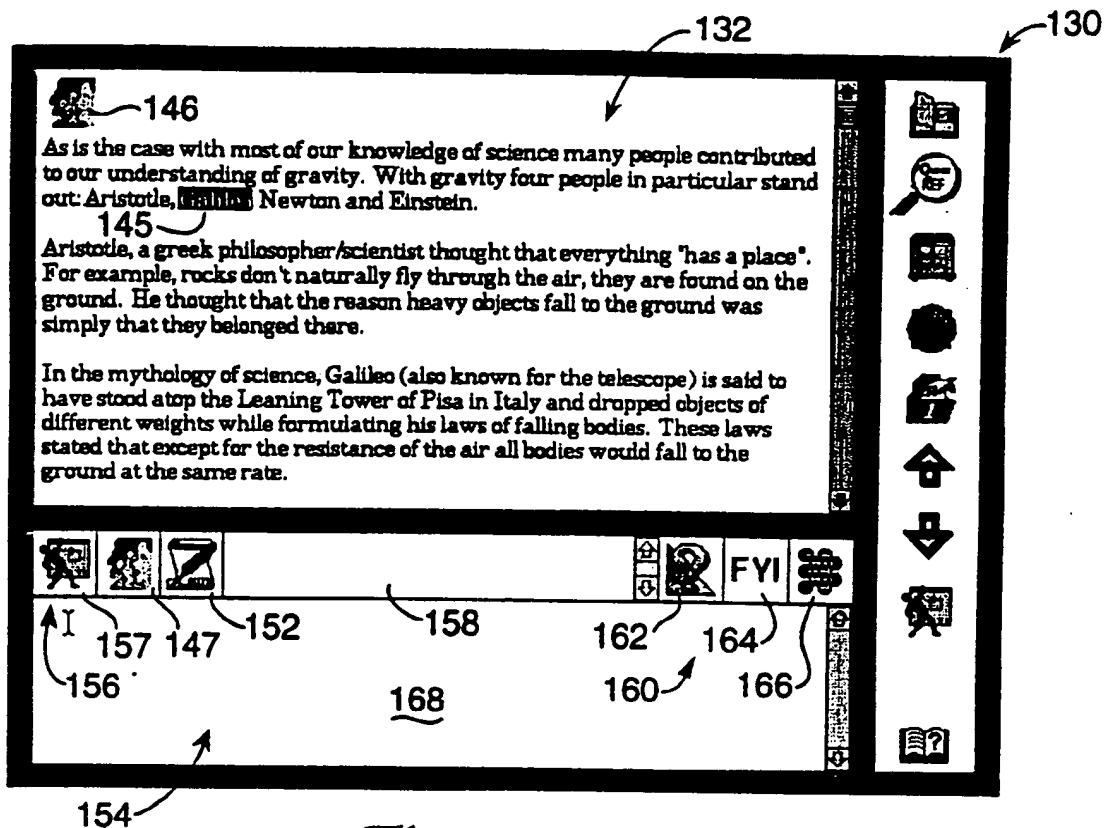 132
130
146
As is the case with most of our knowledge of science many people contributed
to our understanding of gravity. With gravity four people in particular stand
out: Aristotle, Newton and Einstein.
145
Aristotle, a greek philosopher/scientist thought that everything "has a place".
For example, rocks don't naturally fly through the air, they are found on the
ground. He thought that the reason heavy objects fall to the ground was
simply that they belonged there.
In the mythology of science, Galileo (also known for the telescope) is said to
have stood atop the Leaning Tower of Pisa in Italy and dropped objects of
different weights while formulating his laws of falling bodies. These laws
stated that except for the resistance of the air all bodies would fall to the
ground at the same rate.
REF
FYI
157 147 152 158 162 164
156 160 166
168
154
?